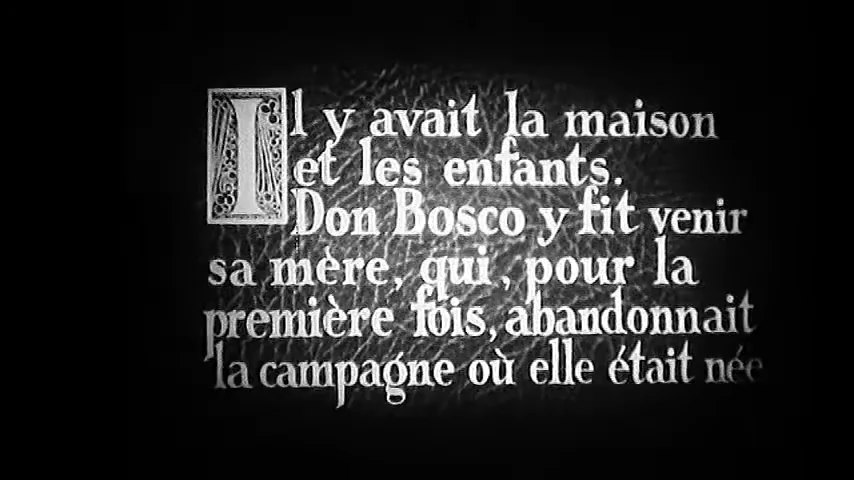 Il y avait la maison
et les enfants.
Don Bosco y fit venir
sa mère, qui, pour la
première fois, abandonnait
la campagne où elle était née